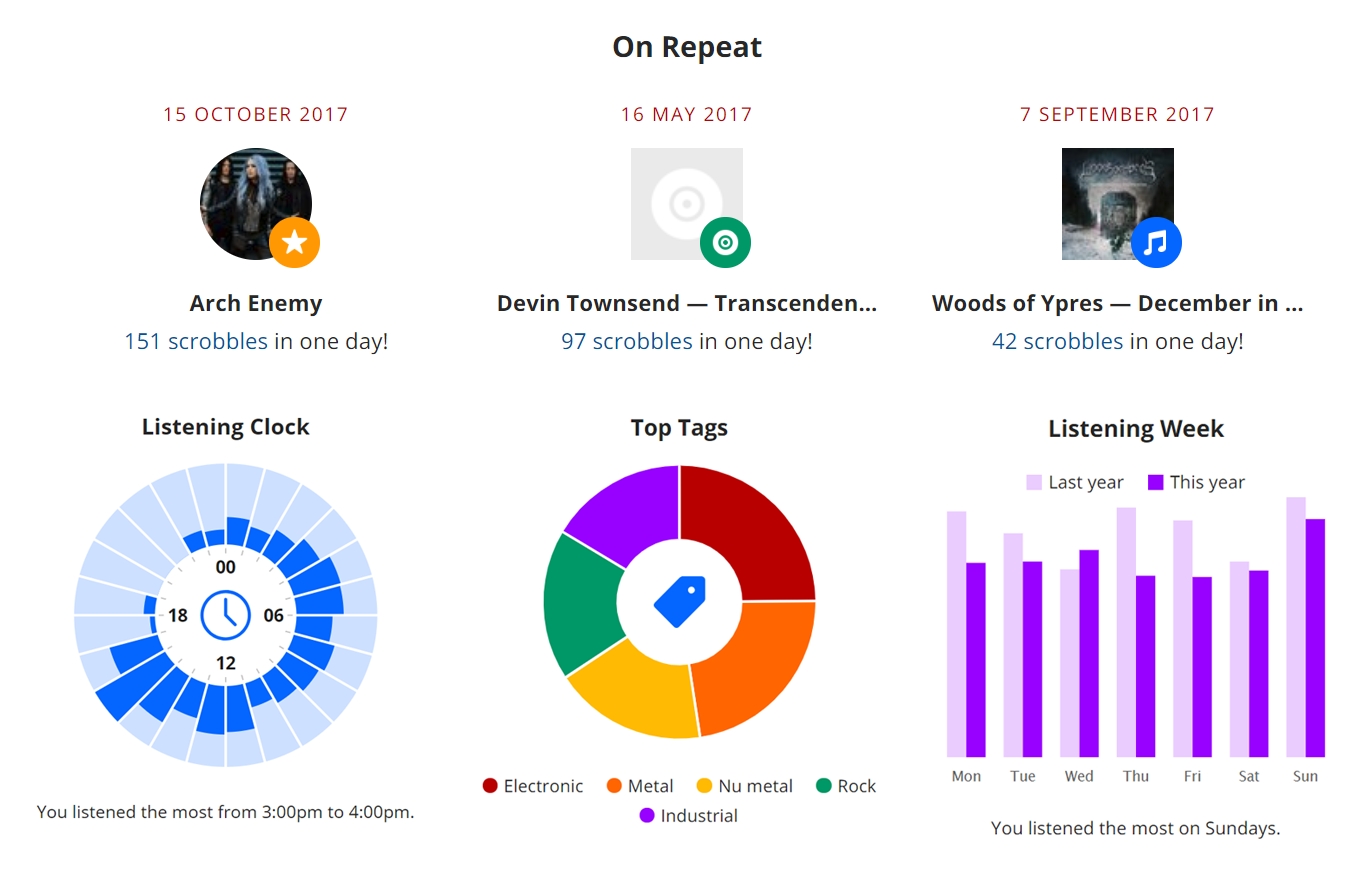 On Repeat
15 OCTOBER 2017
16 MAY 2017
7 SEPTEMBER 2017
Arch Enemy
Devin Townsend — Transcenden...
Woods of Ypres — December in ...
151 scrobbles in one day!
97 scrobbles in one day!
42 scrobbles in one day!
Listening Clock
00
18
06
12
You listened the most from 3:00pm to 4:00pm.
Top Tags
Electronic
Metal
Nu metal
Rock
Industrial
Listening Week
Last year
This year
Mon
Tue
Wed
Thu
Fri
Sat
Sun
You listened the most on Sundays.